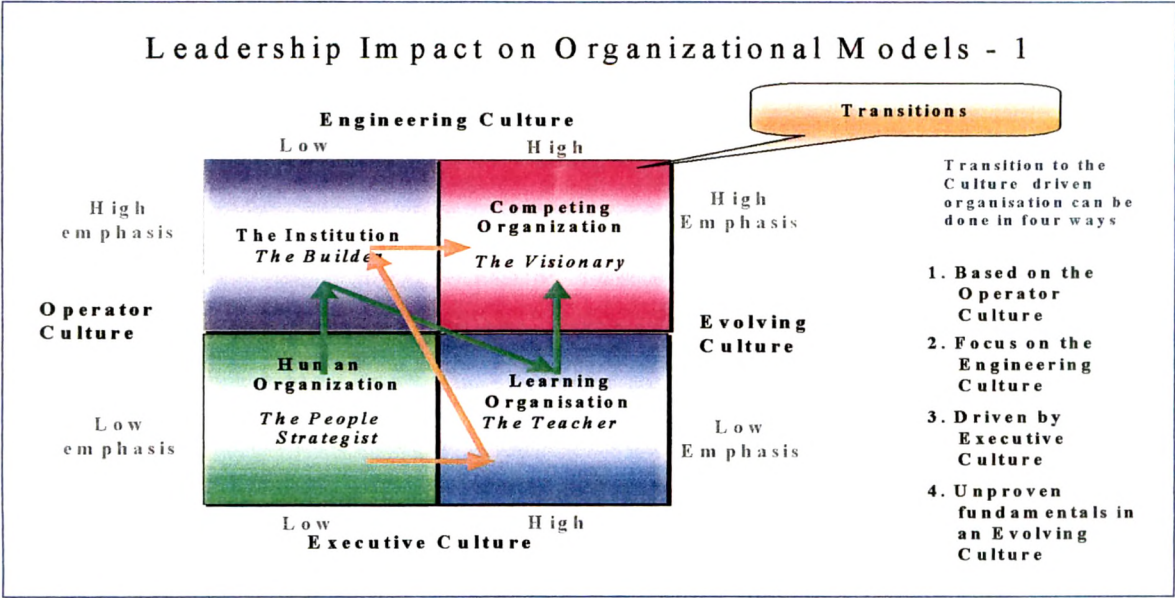 Leadership Impact on Organizational Models - 1
Transitions
Engineering Culture
Low
High
High
emphasis
The Institution
The Builder
Competing
Organization
The Visionary
High
Emphasis
Operator
Culture
Evolving
Culture
Human
Organization
The People
Strategist
Learning
Organisation
The Teacher
Low
emphasis
Low
Emphasis
Low
High
Executive Culture
Transition to the
Culture driven
organisation can be
done in four ways
1. Based on the
Operator
Culture
2. Focus on the
Engineering
Culture
3. Driven by
Executive
Culture
4. Unproven
fundamentals in
an Evolving
Culture